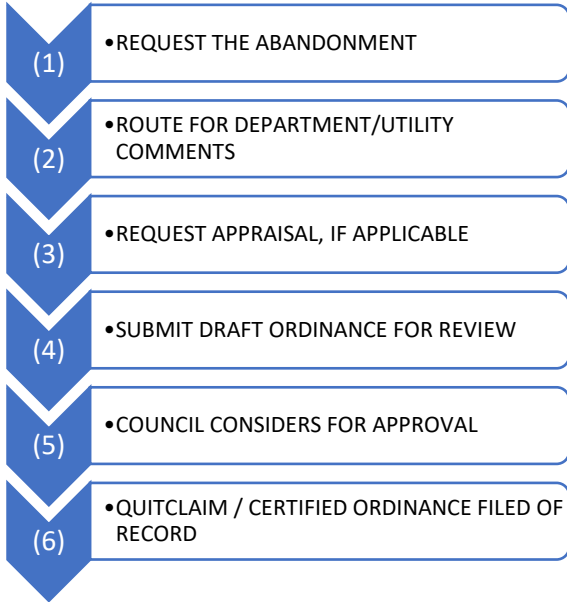 (1)
•REQUEST THE ABANDONMENT
(2)
•ROUTE FOR DEPARTMENT/UTILITY
COMMENTS
(3)
•REQUEST APPRAISAL, IF APPLICABLE
(4)
•SUBMIT DRAFT ORDINANCE FOR REVIEW
(5)
•COUNCIL CONSIDERS FOR APPROVAL
(6)
•QUITCLAIM / CERTIFIED ORDINANCE FILED OF
RECORD